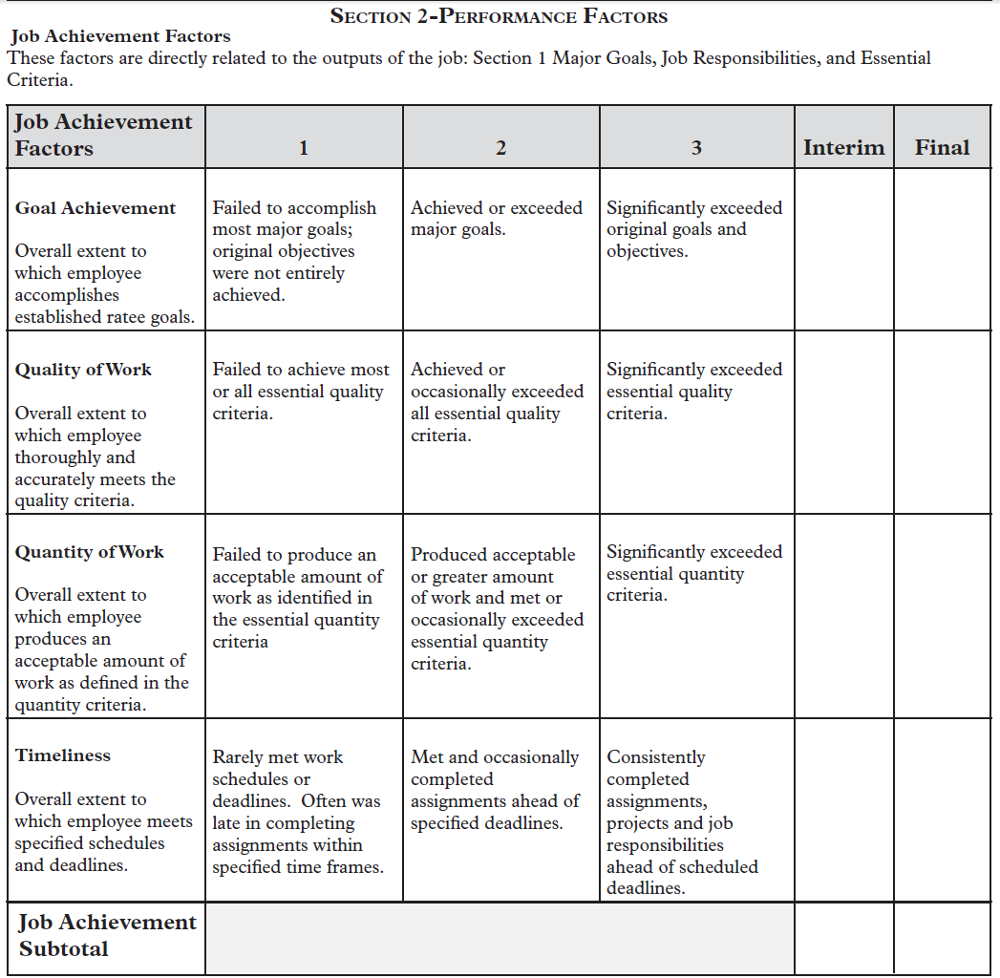 SECTION 2-PERFORMANCE FACTORS
Job Achievement Factors
These factors are directly related to the outputs of the job: Section 1 Major Goals, Job Responsibilities, and Essential
Criteria.
Job Achievement
Factors
1
2
3
Interim
Final
Goal Achievement
Overall extent to
which employee
accomplishes
established ratee goals.
Failed to accomplish
most major goals;
original objectives
were not entirely
achieved.
Achieved or exceeded
major goals.
Significantly exceeded
original goals and
objectives.
Quality of Work
Overall extent to
which employee
thoroughly and
accurately meets the
quality criteria.
Failed to achieve most
or all essential quality
criteria.
Achieved or
occasionally exceeded
all essential quality
criteria.
Significantly exceeded
essential quality
criteria.
Quantity of Work
Overall extent to
which employee
produces an
acceptable amount of
work as defined in the
quantity criteria.
Failed to produce an
acceptable amount of
work as identified in
the essential quantity
criteria
Produced acceptable
or greater amount
of work and met or
occasionally exceeded
essential quantity
criteria.
Significantly exceeded
essential quantity
criteria.
Timeliness
Overall extent to
which employee meets
specified schedules
and deadlines.
Rarely met work
schedules or
deadlines.  Often was
late in completing
assignments within
specified time frames.
Met and occasionally
completed
assignments ahead of
specified deadlines.
Consistently
completed
assignments,
projects and job
responsibilities
ahead of scheduled
deadlines.
Job Achievement
Subtotal